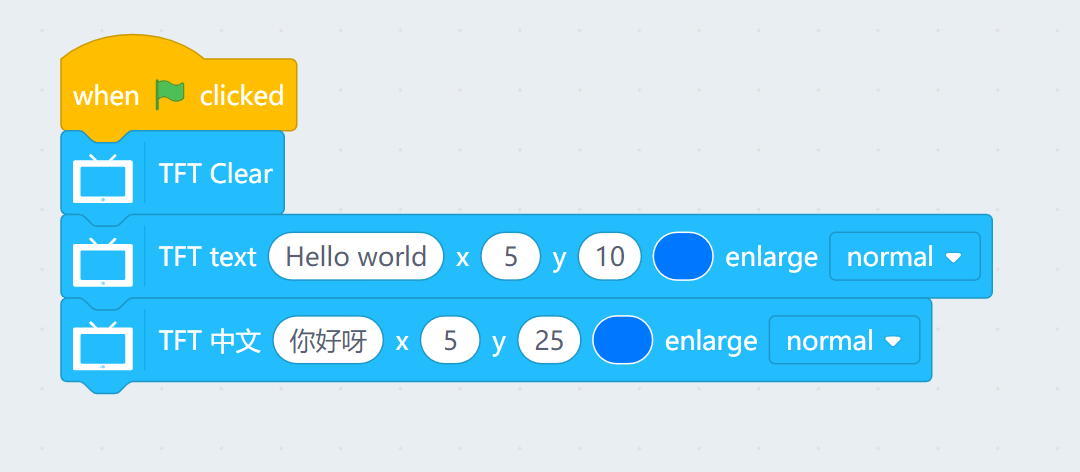 when clicked
TFT Clear
TFT text Hello world x 5 y 10 enlarge normal
TFT 中文 你好呀 x 5 y 25 enlarge normal